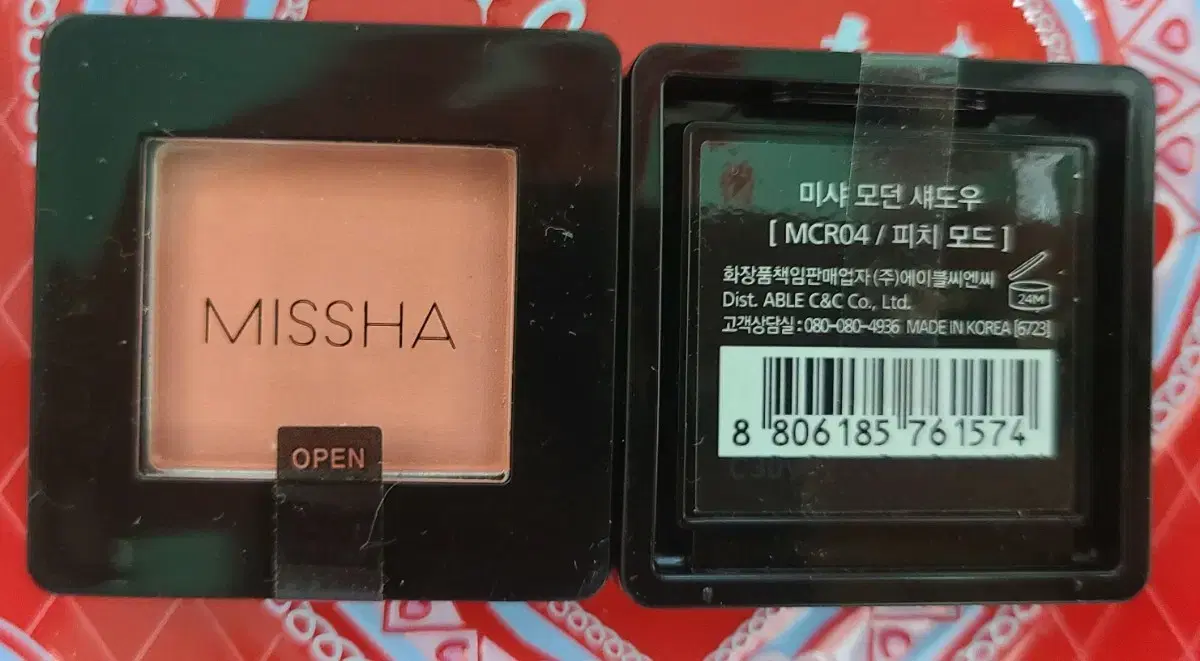 MISSHA
OPEN
미샤 모던 섀도우
[ MCR04 / 피치 모드 ]
화장품책임판매업자 (주)에이블씨엔씨
Dist. ABLE C&C Co., Ltd.
24M
고객상담실 : 080-080-4936 MADE IN KOREA [6723]
8 806185 761574